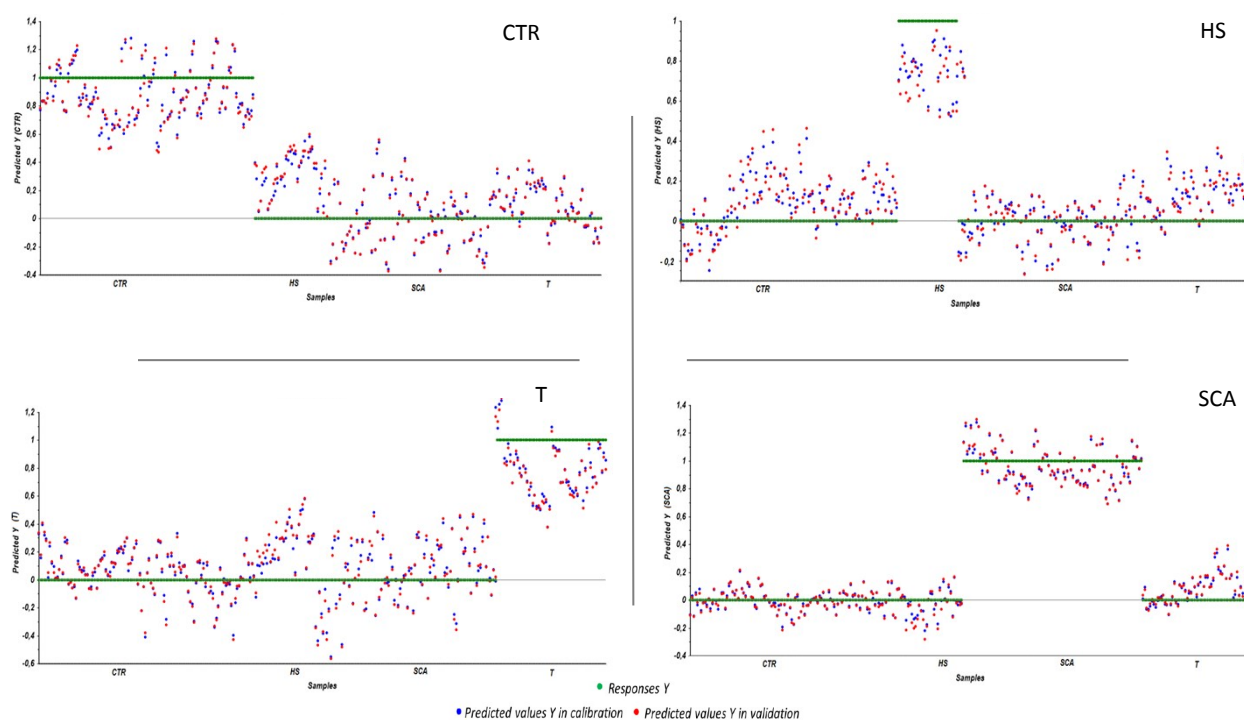 CTR
1,4
1,2
1
0,8
0,6
0,4
0,2
0
-0,2
-0,4
Predicted Y (CTR)
CTR HS SCA T
Samples
HS
1
0,8
0,6
0,4
0,2
0
- 0,2
Predicted Y (HS)
CTR HS SCA T
Samples
T
1,2
1
0,8
0,6
0,4
0,2
0
-0,2
-0,4
-0,6
Predicted Y (T)
CTR HS SCA T
Samples
SCA
1,4
1,2
1
0,8
0,6
0,4
0,2
0
-0,2
-0,4
Predicted Y (SCA)
CTR HS SCA T
Samples
Responses Y
Predicted values Y in calibration Predicted values Y in validation